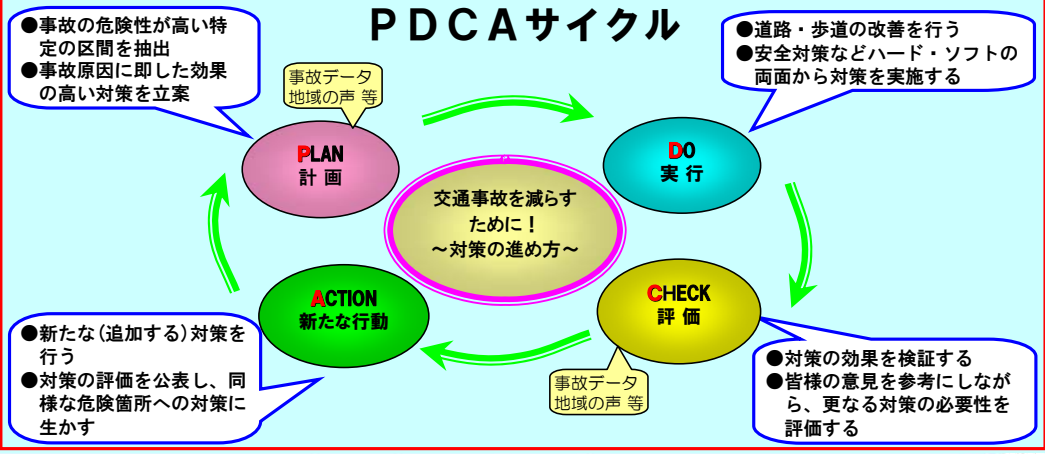 PDCAサイクル
●事故の危険性が高い特
定の区間を抽出
●事故原因に即した効果
の高い対策を立案
事故データ
地域の声 等
PLAN
計 画
●道路・歩道の改善を行う
●安全対策などハード・ソフトの
両面から対策を実施する
DO
実 行
交通事故を減らす
ために！
～対策の進め方～
ACTION
新たな行動
CHECK
評 価
●新たな(追加する)対策を
行う
●対策の評価を公表し、同
様な危険箇所への対策に
生かす
事故データ
地域の声 等
●対策の効果を検証する
●皆様の意見を参考にしなが
ら、更なる対策の必要性を
評価する